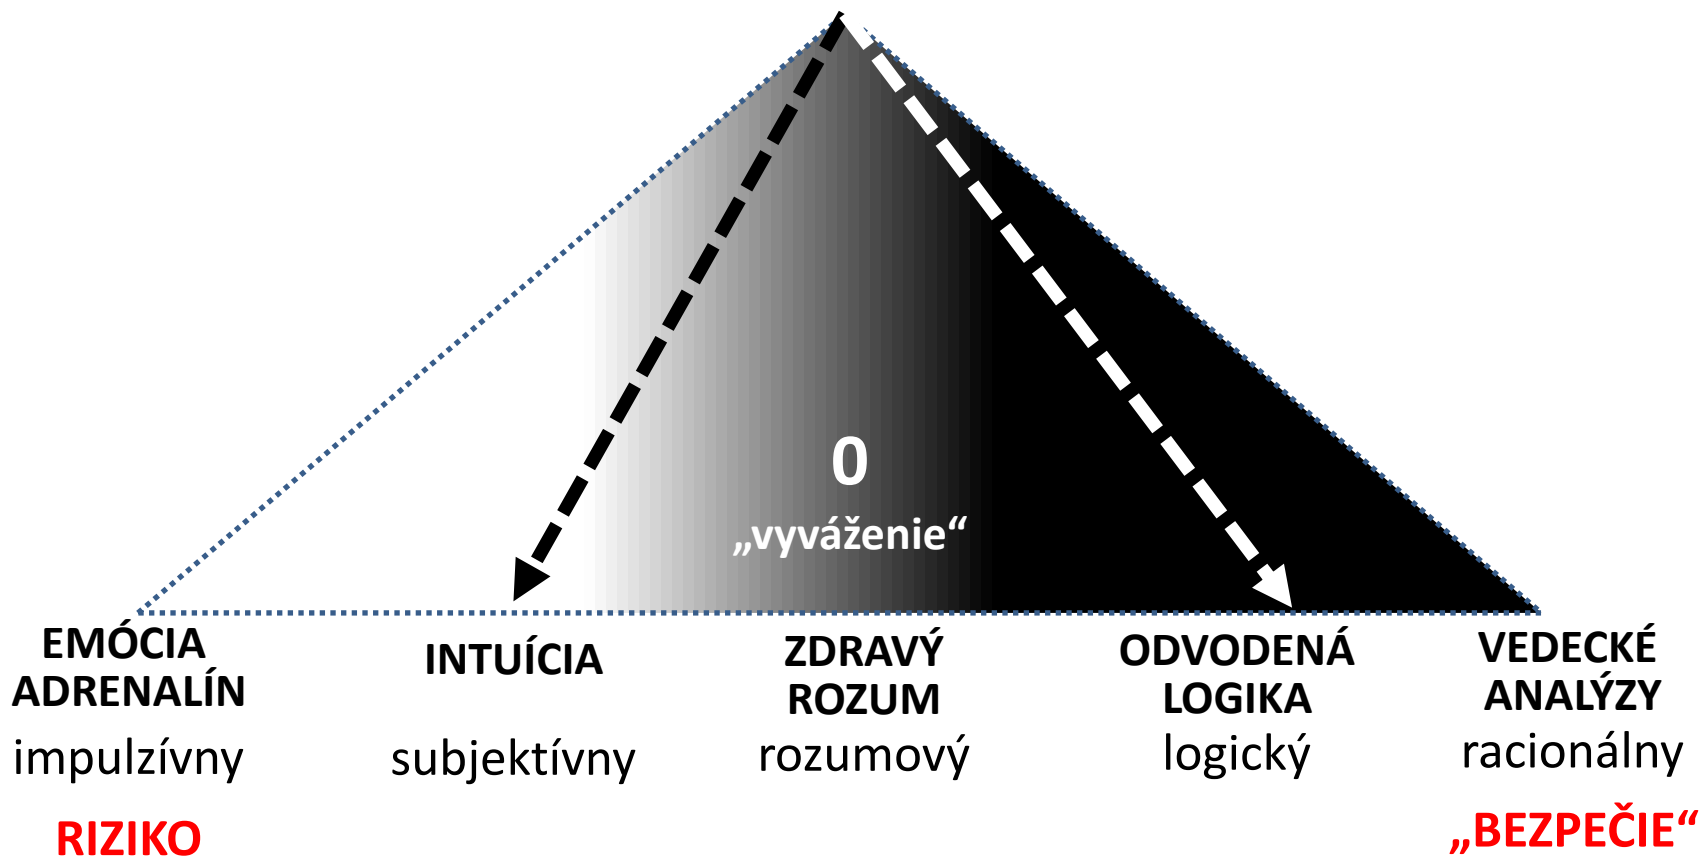 0
„vyváženie“
EMÓCIA
ADRENALÍN
impulzívny
RIZIKO
INTUÍCIA
subjektívny
ZDRAVÝ
ROZUM
rozumový
ODVODENÁ
LOGIKA
logický
VEDECKÉ
ANALÝZY
racionálny
„BEZPEČIE“